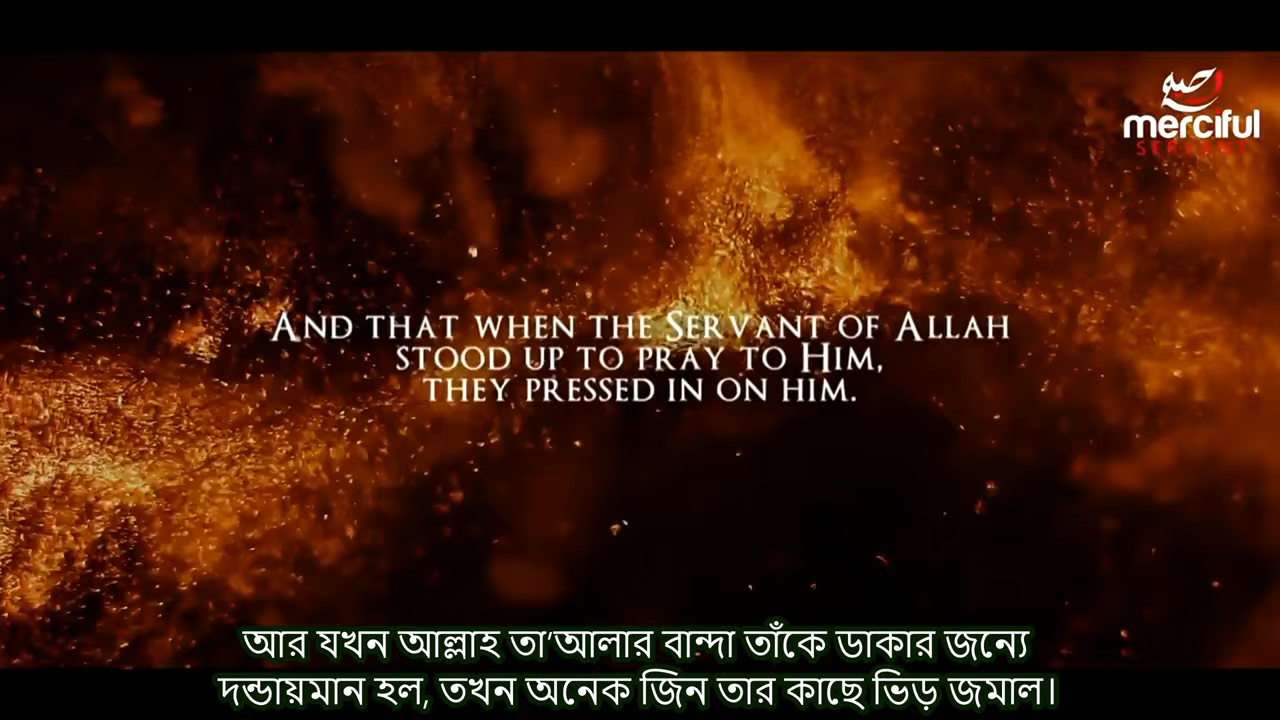 merciful
SERVANT
AND THAT WHEN THE SERVANT OF ALLAH
STOOD UP TO PRAY TO HIM,
THEY PRESSED IN ON HIM.
আর যখন আল্লাহ তা'আলার বান্দা তাঁকে ডাকার জন্যে
দন্ডায়মান হল, তখন অনেক জিন তার কাছে ভিড় জমাল।